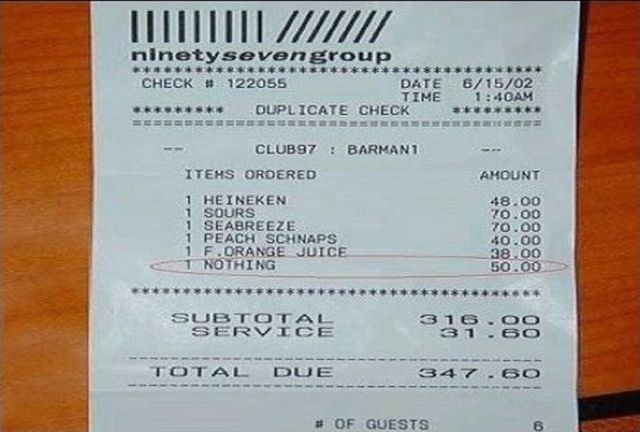 ninetysevengroup
****************************************
CHECK # 122055 DATE 6/15/02
TIME 1:40AM
********* DUPLICATE CHECK *********
========================================
-- CLUB97 : BARMAN1 --
ITEMS ORDERED AMOUNT
1 HEINEKEN 48.00
1 SOURS 70.00
1 SEABREEZE 70.00
1 PEACH SCHNAPS 40.00
1 F.ORANGE JUICE 38.00
1 NOTHING 50.00
****************************************
SUBTOTAL 316.00
SERVICE 31.60
----------------------------------------
TOTAL DUE 347.60
----------------------------------------
# OF GUESTS 6